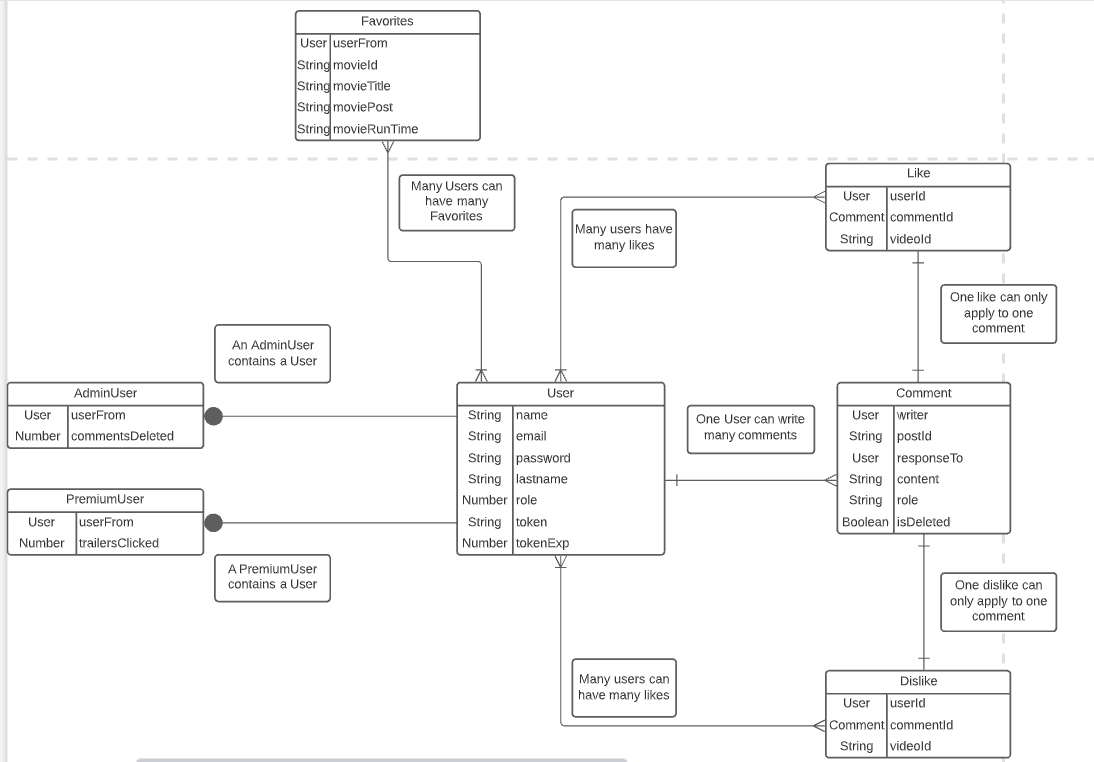 Favorites
User userFrom
String movieId
String movieTitle
String moviePost
String movieRunTime
Many Users can
have many
Favorites
Like
User userId
Comment commentId
String videoId
Many users have
many likes
One like can only
apply to one
comment
An AdminUser
contains a User
AdminUser
User userFrom
Number commentsDeleted
User
String name
String email
String password
String lastname
Number role
String token
Number tokenExp
One User can write
many comments
Comment
User writer
String postId
User responseTo
String content
String role
Boolean isDeleted
PremiumUser
User userFrom
Number trailersClicked
A PremiumUser
contains a User
One dislike can
only apply to one
comment
Many users can
have many likes
Dislike
User userId
Comment commentId
String videoId